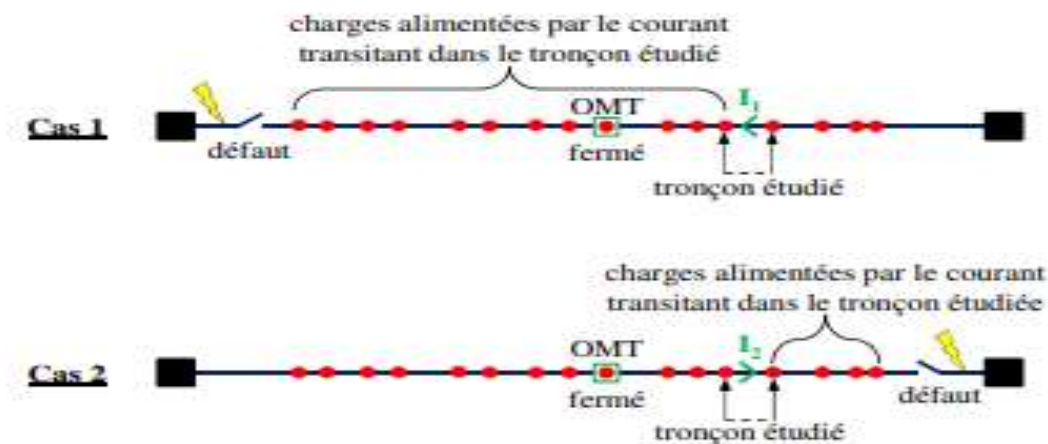 charges alimentées par le courant
transitant dans le tronçon étudié
OMT
I1
Cas 1
défaut
fermé
tronçon étudié
charges alimentées par le courant
transitant dans le tronçon étudiée
OMT
I2
Cas 2
fermé
défaut
tronçon étudié